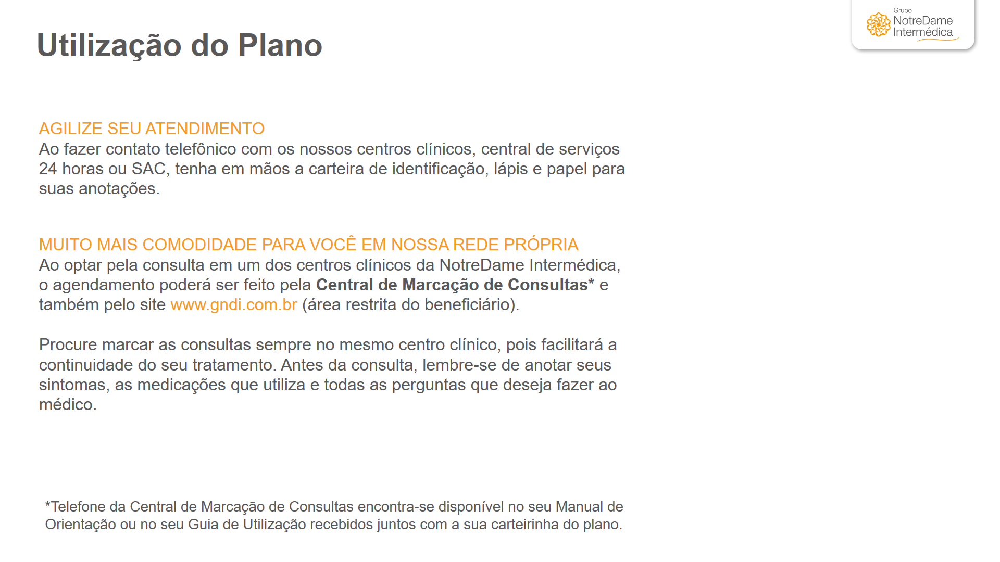 Grupo
NotreDame
Intermédica
Utilização do Plano
AGILIZE SEU ATENDIMENTO
Ao fazer contato telefônico com os nossos centros clínicos, central de serviços
24 horas ou SAC, tenha em mãos a carteira de identificação, lápis e papel para
suas anotações.
MUITO MAIS COMODIDADE PARA VOCÊ EM NOSSA REDE PRÓPRIA
Ao optar pela consulta em um dos centros clínicos da NotreDame Intermédica,
o agendamento poderá ser feito pela Central de Marcação de Consultas* e
também pelo site www.gndi.com.br (área restrita do beneficiário).
Procure marcar as consultas sempre no mesmo centro clínico, pois facilitará a
continuidade do seu tratamento. Antes da consulta, lembre-se de anotar seus
sintomas, as medicações que utiliza e todas as perguntas que deseja fazer ao
médico.
*Telefone da Central de Marcação de Consultas encontra-se disponível no seu Manual de
Orientação ou no seu Guia de Utilização recebidos juntos com a sua carteirinha do plano.